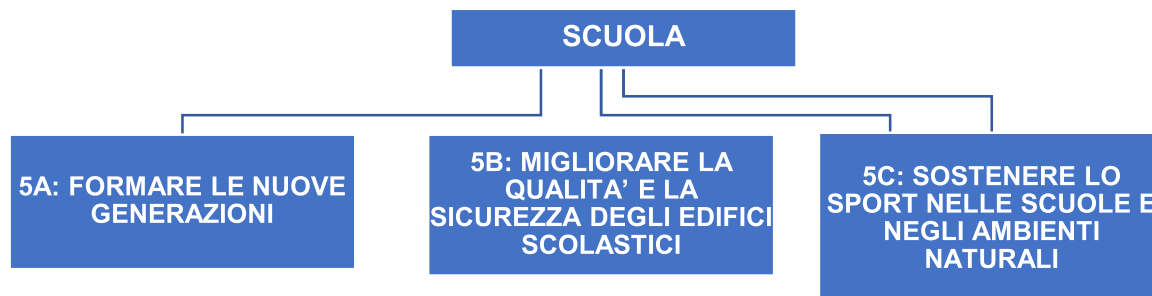 SCUOLA
5A: FORMARE LE NUOVE
GENERAZIONI
5B: MIGLIORARE LA
QUALITA’ E LA
SICUREZZA DEGLI EDIFICI
SCOLASTICI
5C: SOSTENERE LO
SPORT NELLE SCUOLE E
NEGLI AMBIENTI
NATURALI